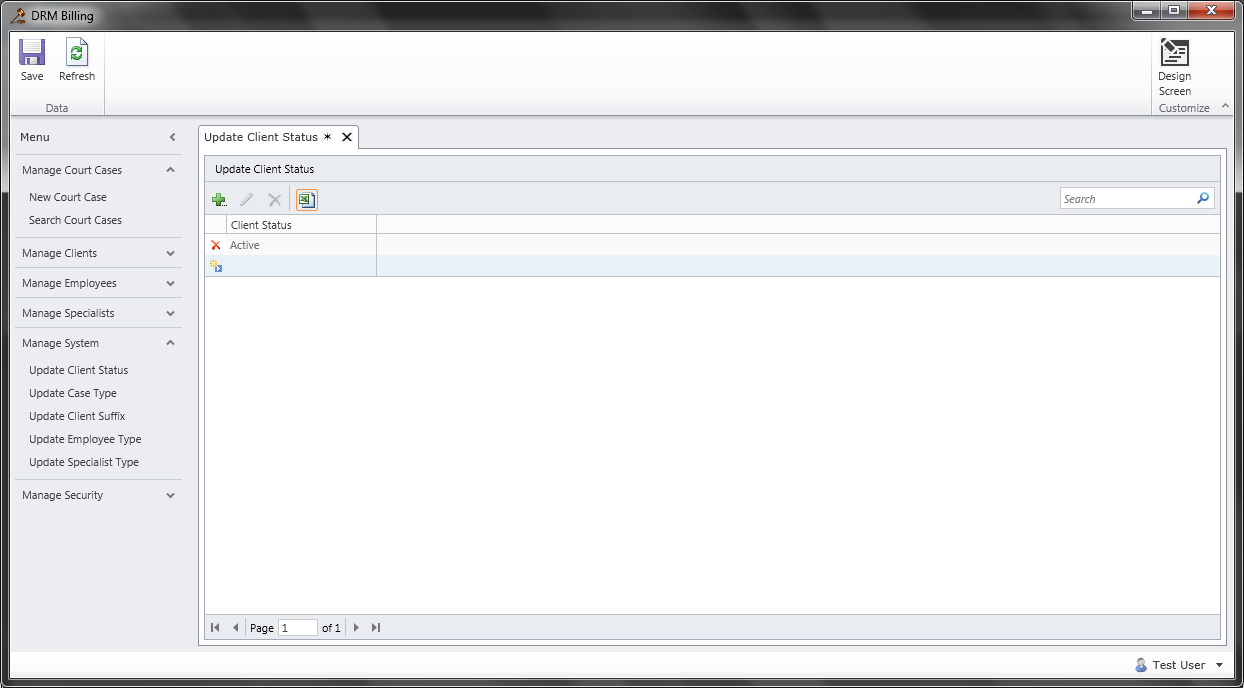 DRM Billing
Save
Refresh
Data
Design
Screen
Customize
Menu
Manage Court Cases
New Court Case
Search Court Cases
Manage Clients
Manage Employees
Manage Specialists
Manage System
Update Client Status
Update Case Type
Update Client Suffix
Update Employee Type
Update Specialist Type
Manage Security
Update Client Status *
Update Client Status
Search
Client Status
Active
Page 1 of 1
Test User